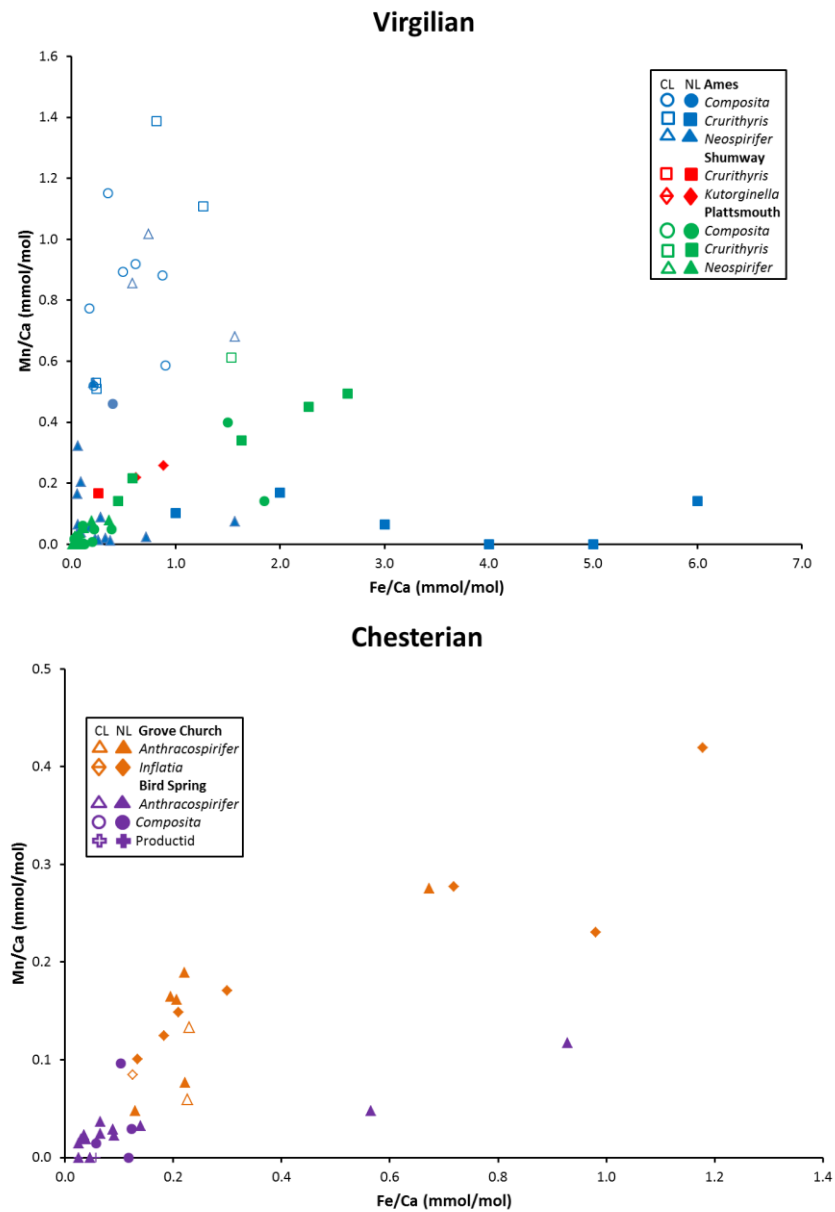 Virgilian
1.6
1.4
1.2
1.0
0.8
0.6
0.4
0.2
0.0
Mn/Ca (mmol/mol)
CL NL Ames
Composita
Crurithyris
Neospirifer
Shumway
Crurithyris
Kutorginella
Plattsmouth
Composita
Crurithyris
Neospirifer
0.0 1.0 2.0 3.0 4.0 5.0 6.0 7.0
Fe/Ca (mmol/mol)
Chesterian
0.5
0.4
0.3
0.2
0.1
0.0
Mn/Ca (mmol/mol)
CL NL Grove Church
Anthracospirifer
Inflatia
Bird Spring
Anthracospirifer
Composita
Productid
0.0 0.2 0.4 0.6 0.8 1.0 1.2 1.4
Fe/Ca (mmol/mol)